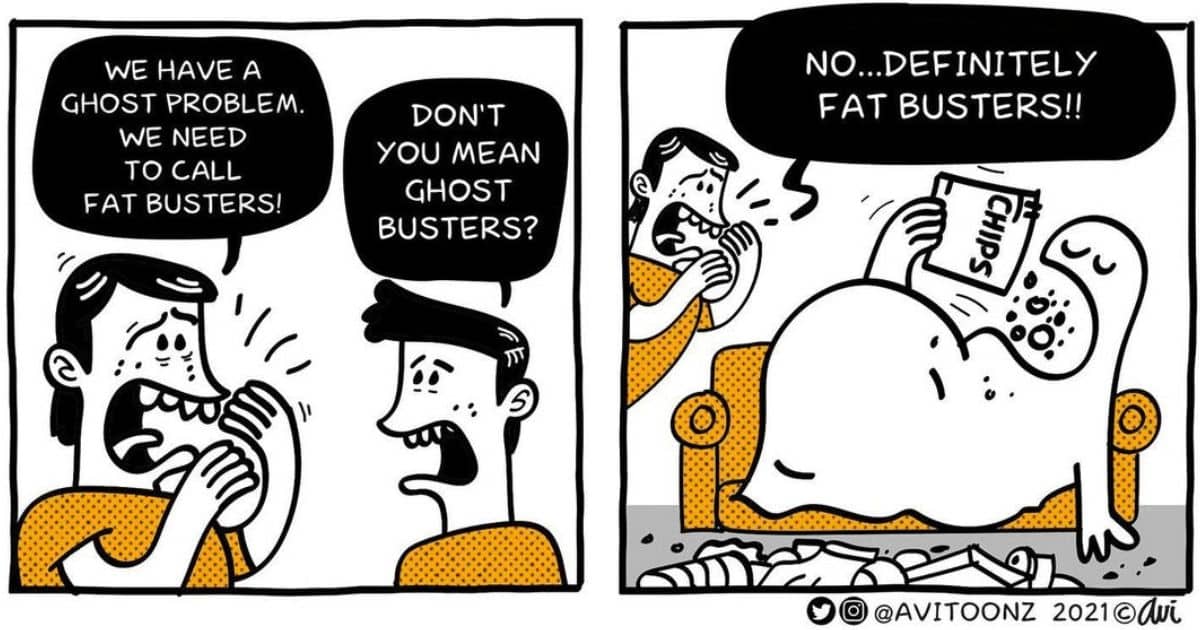 WE HAVE A
GHOST PROBLEM.
WE NEED
TO CALL
FAT BUSTERS!
DON'T
YOU MEAN
GHOST
BUSTERS?
NO...DEFINITELY
FAT BUSTERS!!
CHIPS
@AVITOONZ 2021©Avi